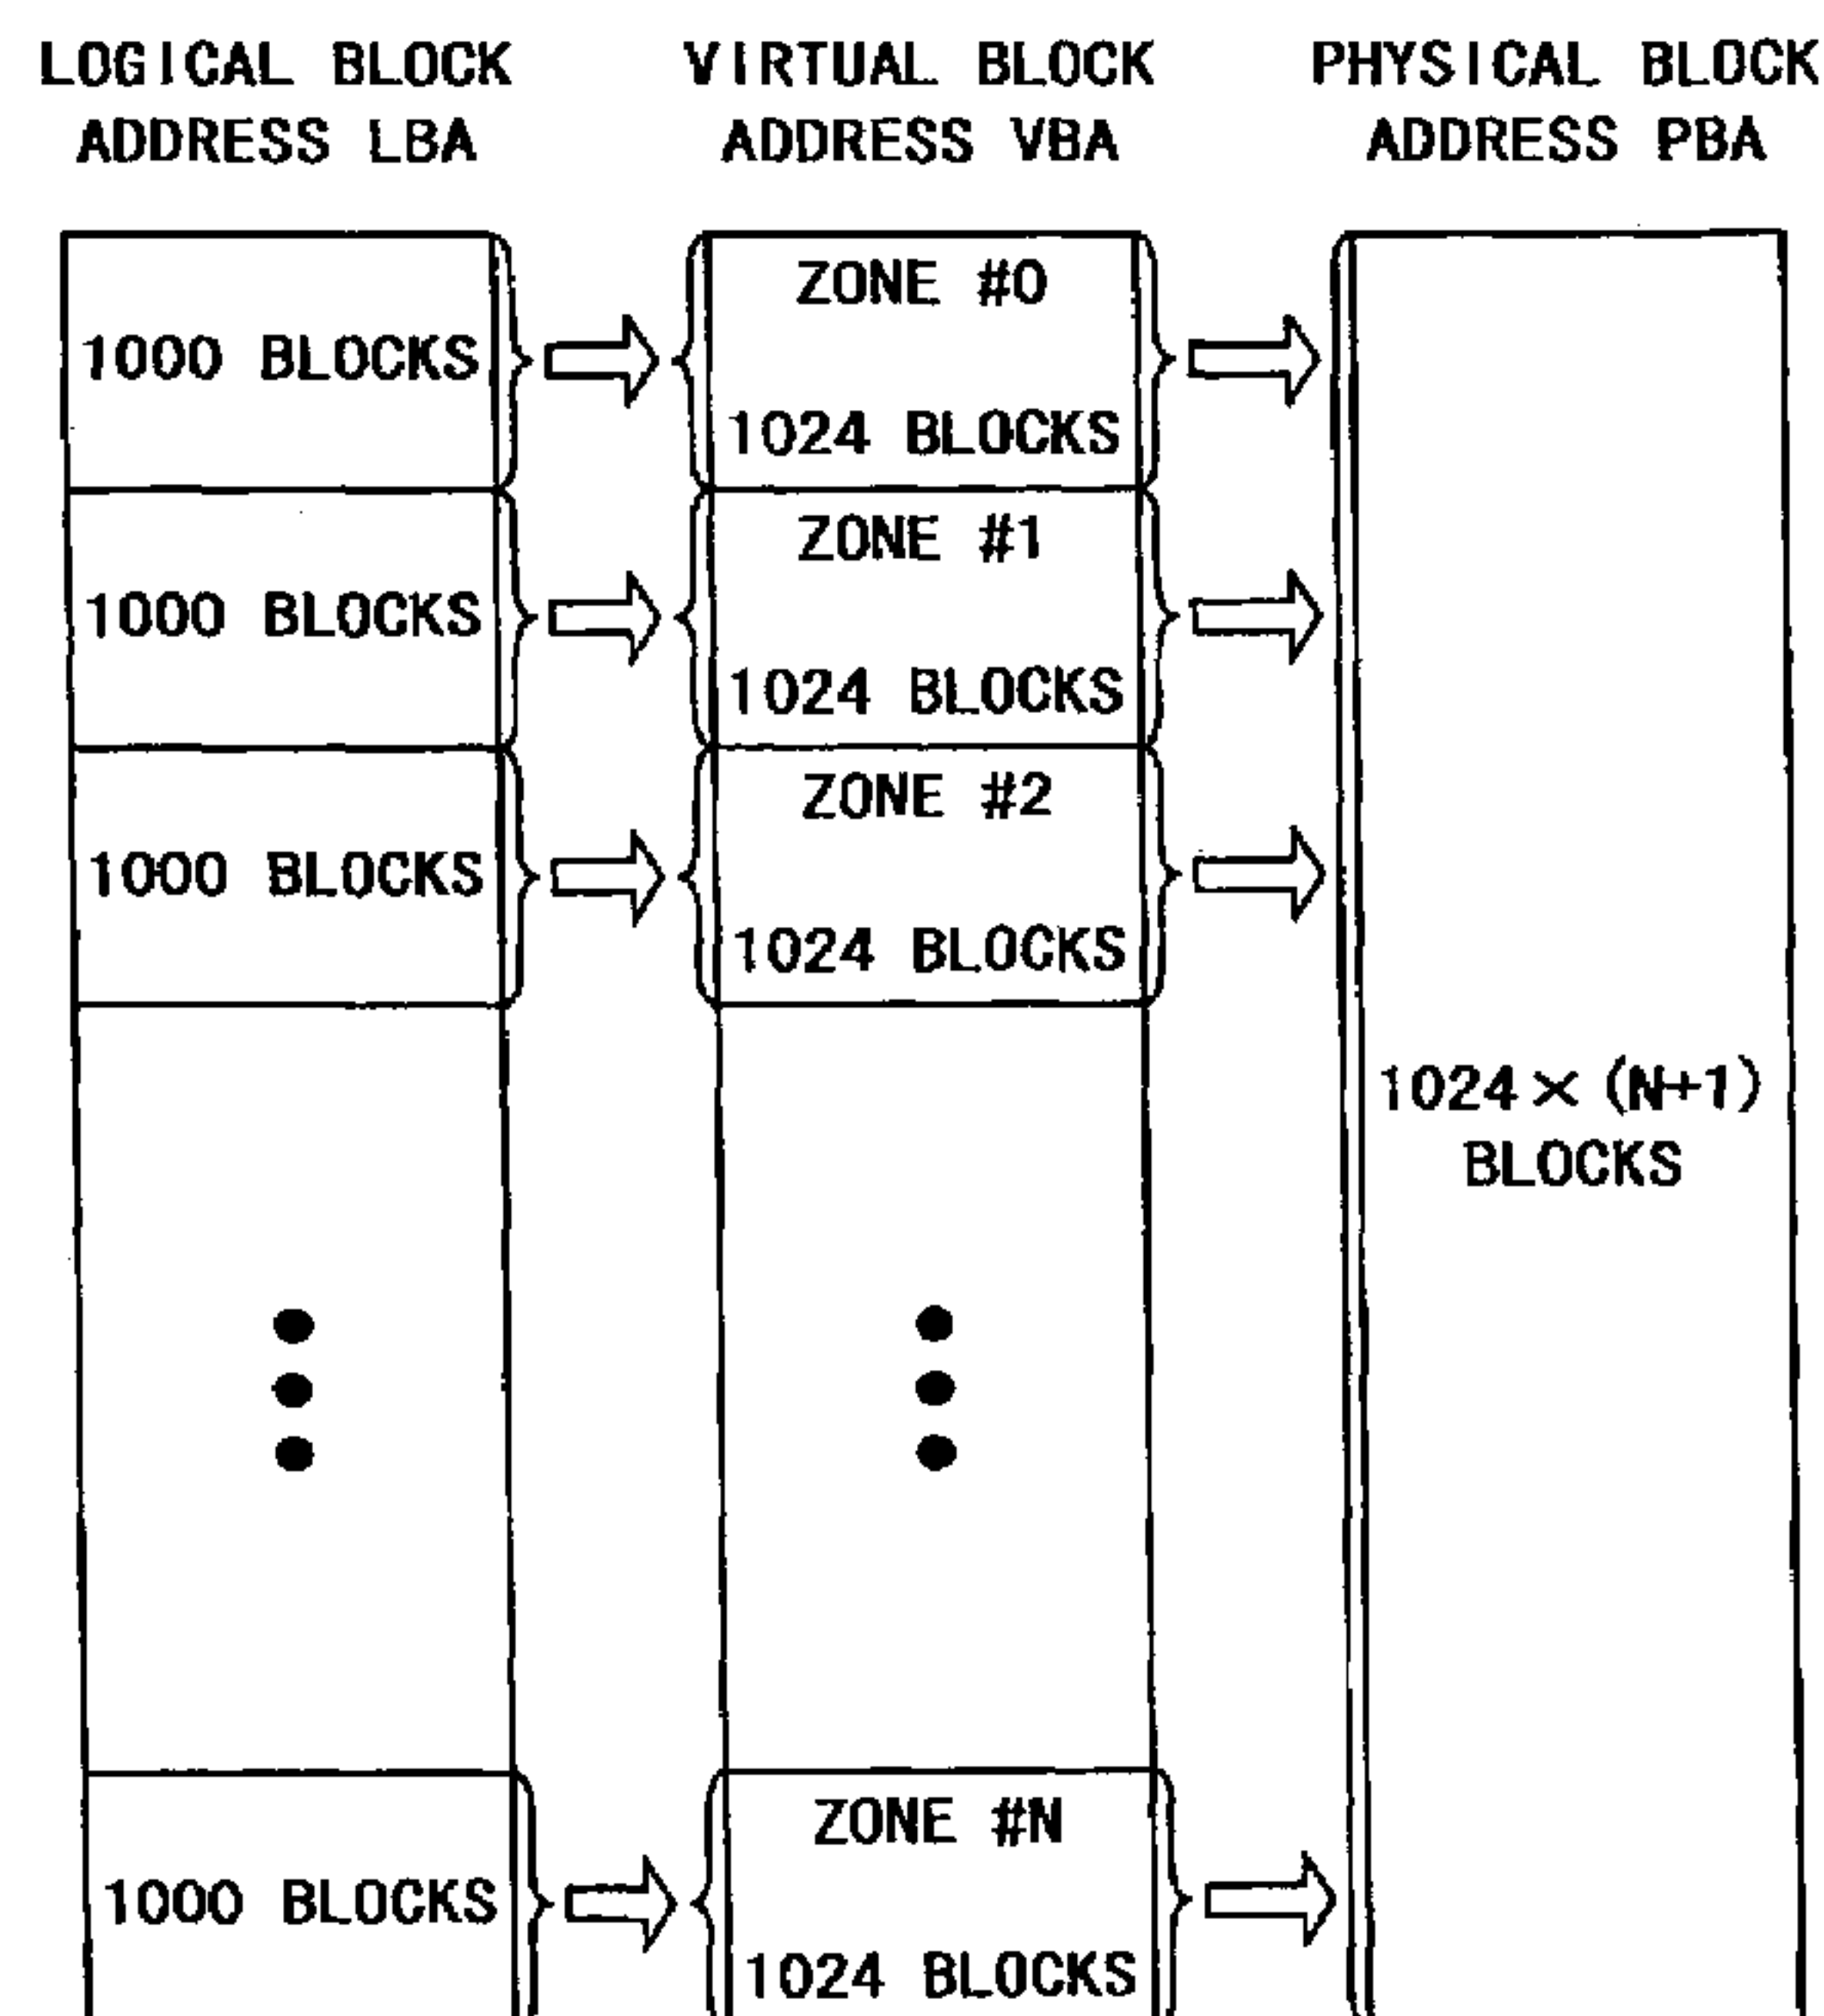 LOGICAL BLOCK
ADDRESS LBA
VIRTUAL BLOCK
ADDRESS VBA
PHYSICAL BLOCK
ADDRESS PBA
1000 BLOCKS
ZONE #0
1024 BLOCKS
1000 BLOCKS
ZONE #1
1024 BLOCKS
1000 BLOCKS
ZONE #2
1024 BLOCKS
1024×(N+1)
BLOCKS
1000 BLOCKS
ZONE #N
1024 BLOCKS